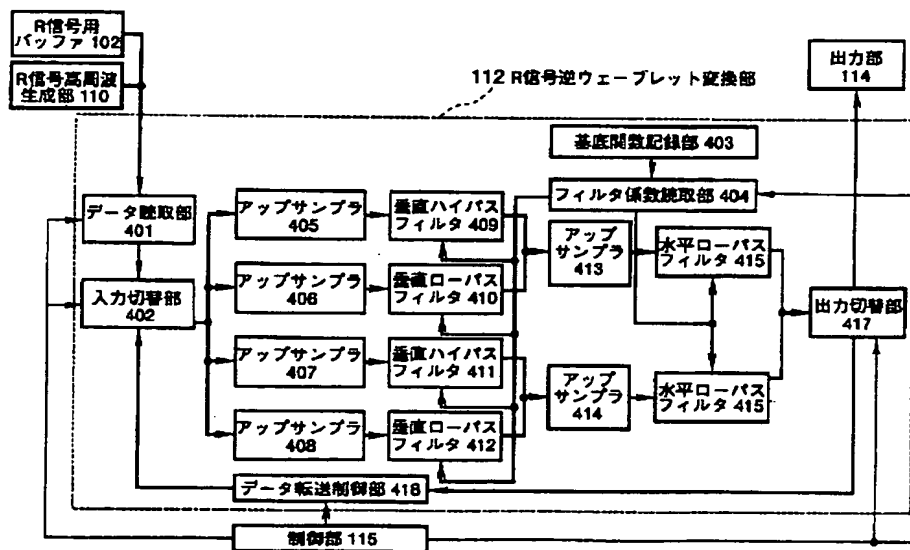 R信号用
バッファ 102
R信号高周波
生成部 110
112 R信号逆ウェーブレット変換部
出力部
114
基底関数記録部 403
フィルタ係数読取部 404
データ読取部
401
入力切替部
402
アップサンプラ
405
垂直ハイパス
フィルタ 409
アップサンプラ
406
垂直ローパス
フィルタ 410
アップサンプラ
407
垂直ハイパス
フィルタ 411
アップサンプラ
408
垂直ローパス
フィルタ 412
アップ
サンプラ
413
水平ローパス
フィルタ 415
アップ
サンプラ
414
水平ローパス
フィルタ 415
出力切替部
417
データ転送制御部 418
制御部 115